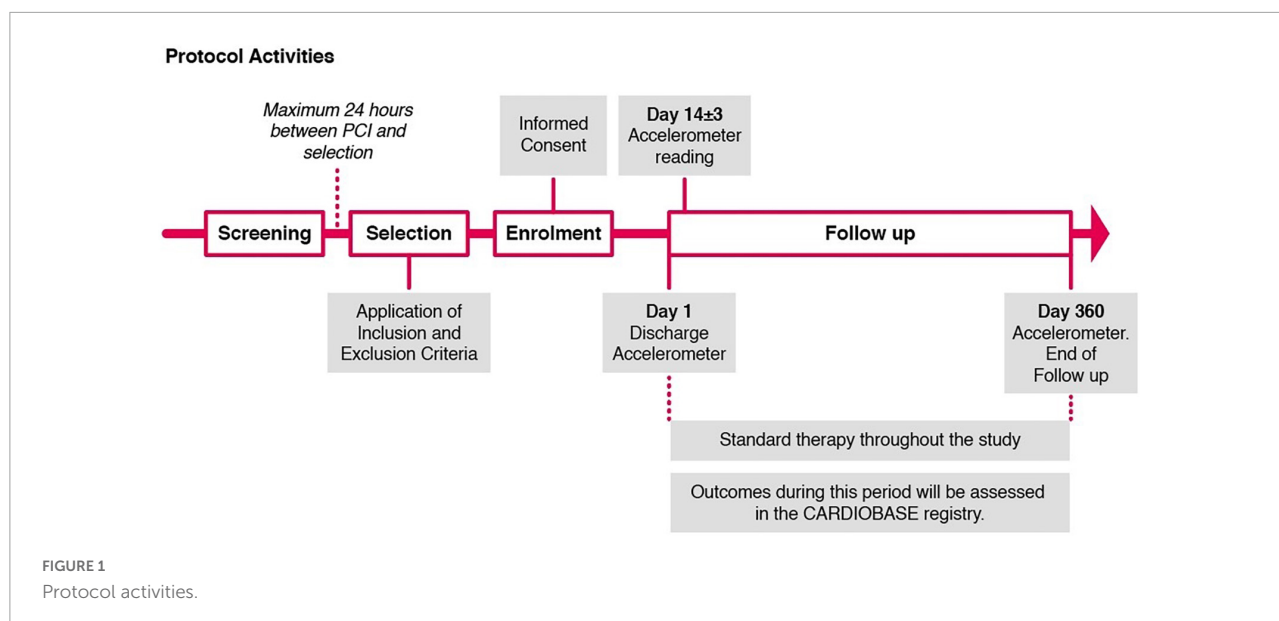 Protocol Activities
Maximum 24 hours
between PCI and
selection
Informed
Consent
Day 14±3
Accelerometer
reading
Screening
Selection
Enrolment
Follow up
Application of
Inclusion and
Exclusion Criteria
Day 1
Discharge
Accelerometer
Day 360
Accelerometer.
End of
Follow up
Standard therapy throughout the study
Outcomes during this period will be assessed
in the CARDIOBASE registry.
FIGURE 1
Protocol activities.